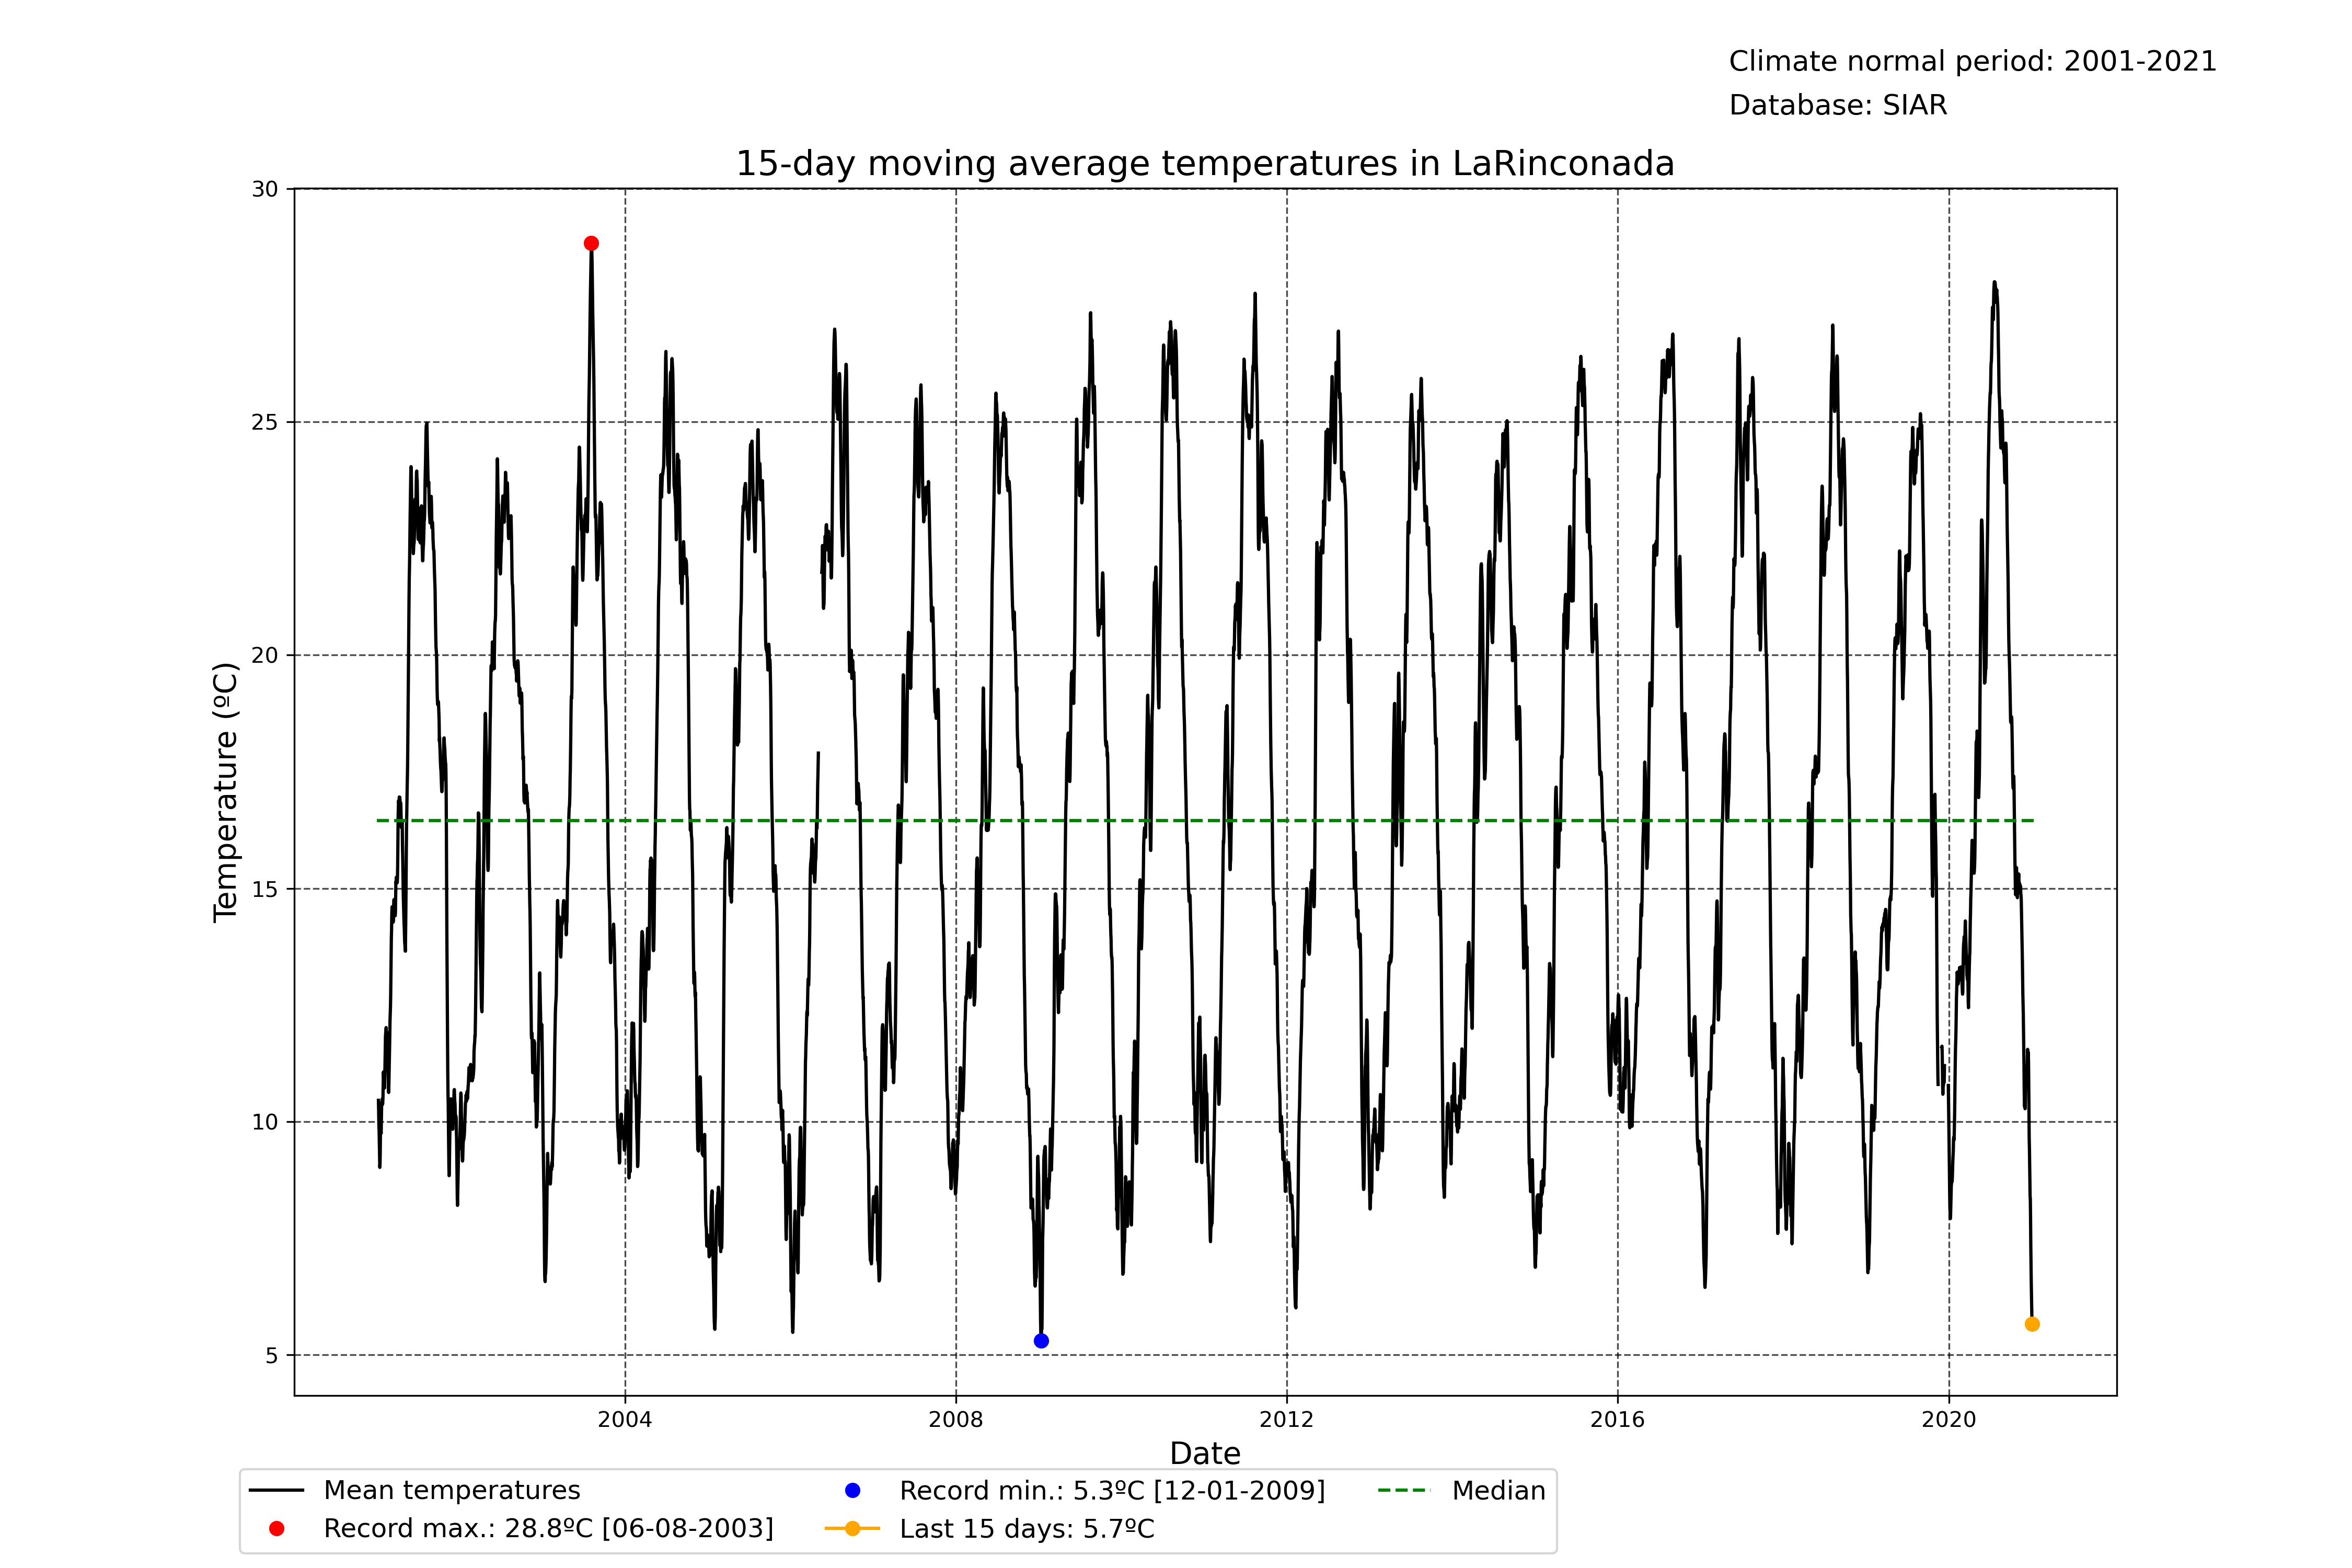 Climate normal period: 2001-2021
Database: SIAR
15-day moving average temperatures in LaRinconada
30
25
20
15
10
5
Temperature (ºC)
2004
2008
2012
2016
2020
Date
Mean temperatures
Record max.: 28.8ºC [06-08-2003]
Record min.: 5.3ºC [12-01-2009]
Last 15 days: 5.7ºC
Median